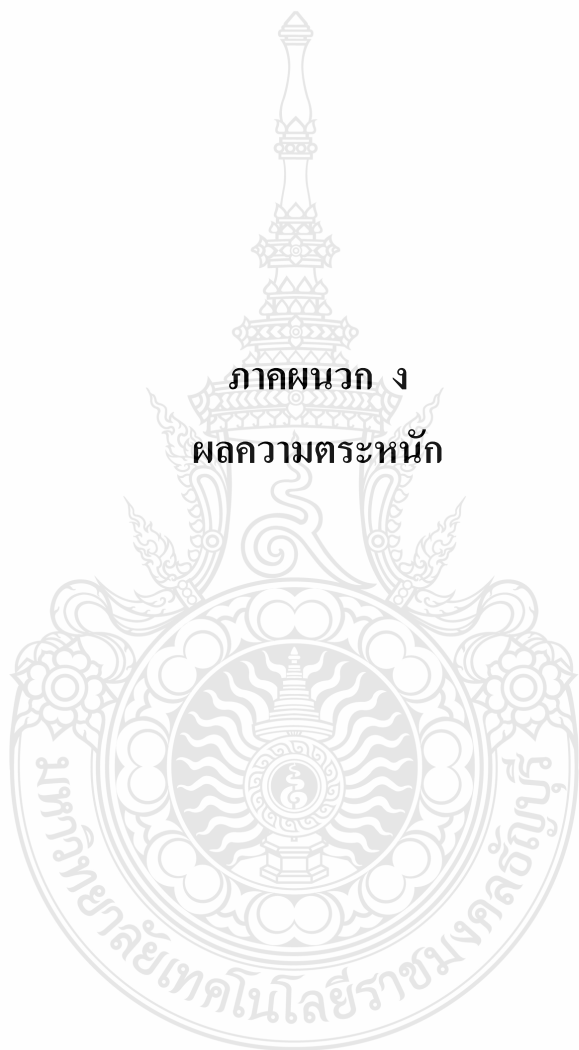 ภาคผนวก ง
ผลความตระหนัก
มหาวิทยาลัยเทคโนโลยีราชมงคลธัญบุรี